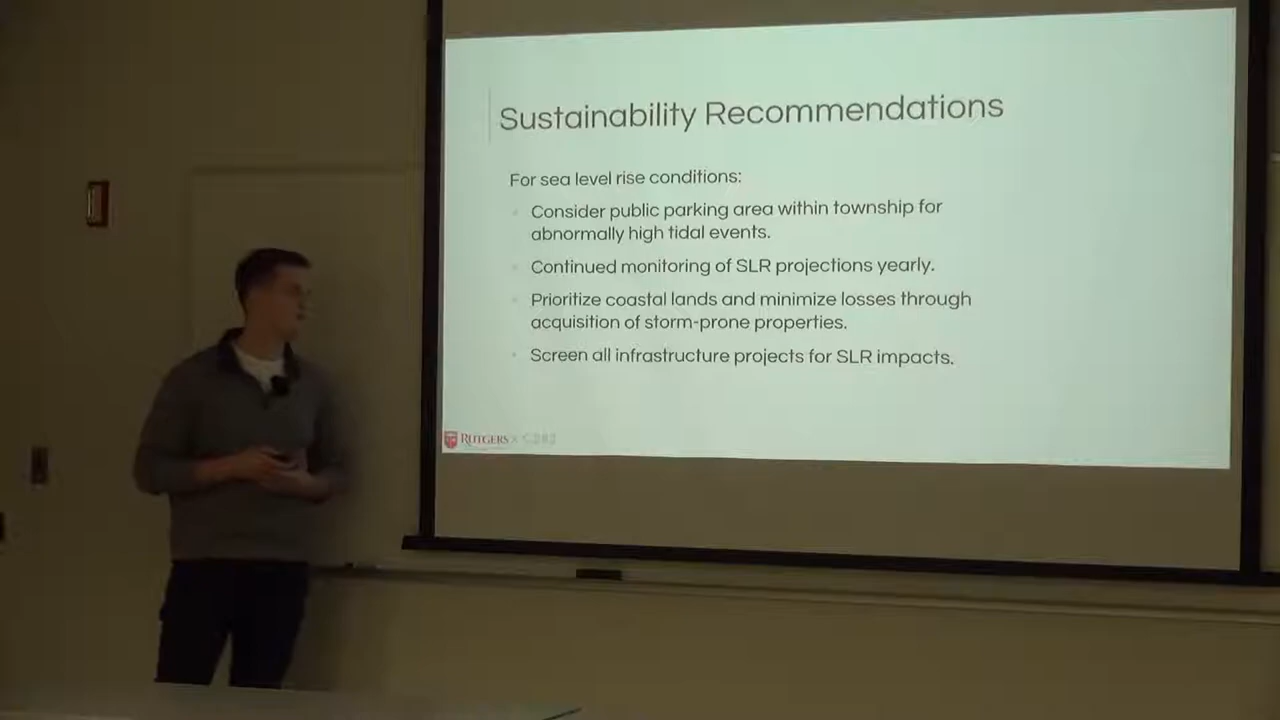 Sustainability Recommendations
For sea level rise conditions:
Consider public parking area within township for
abnormally high tidal events.
Continued monitoring of SLR projections yearly.
Prioritize coastal lands and minimize losses through
acquisition of storm-prone properties.
Screen all infrastructure projects for SLR impacts.
RUTGERS